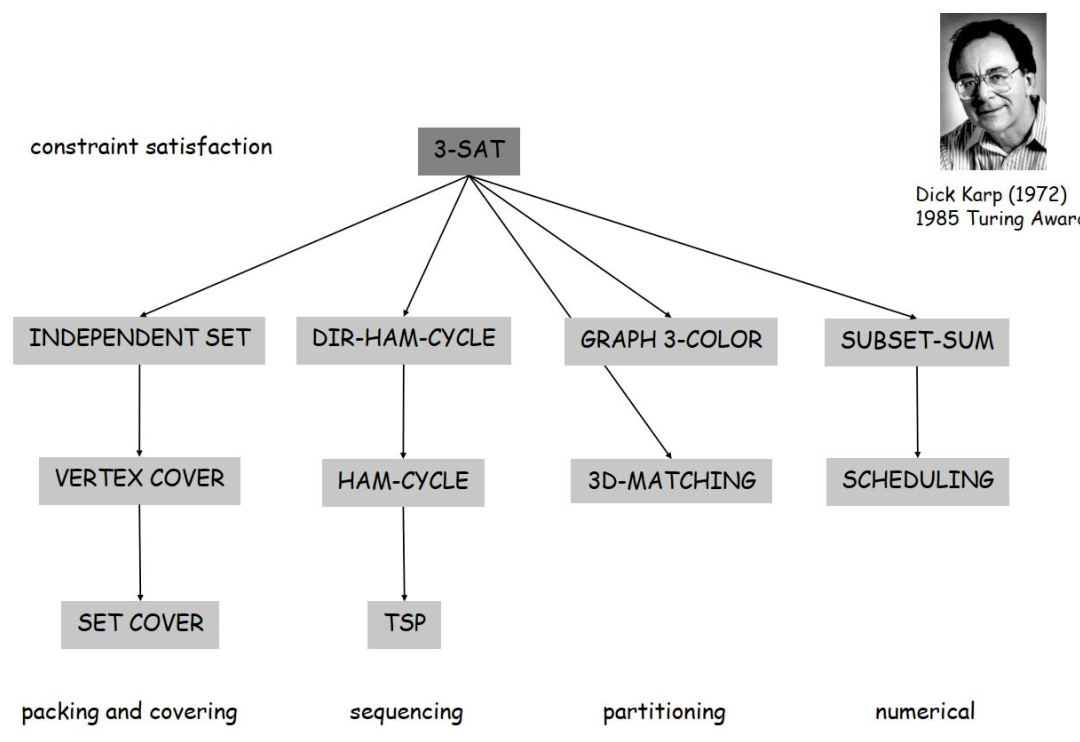 constraint satisfaction
3-SAT
Dick Karp (1972)
1985 Turing Awar
INDEPENDENT SET
DIR-HAM-CYCLE
GRAPH 3-COLOR
SUBSET-SUM
VERTEX COVER
HAM-CYCLE
3D-MATCHING
SCHEDULING
SET COVER
TSP
packing and covering
sequencing
partitioning
numerical